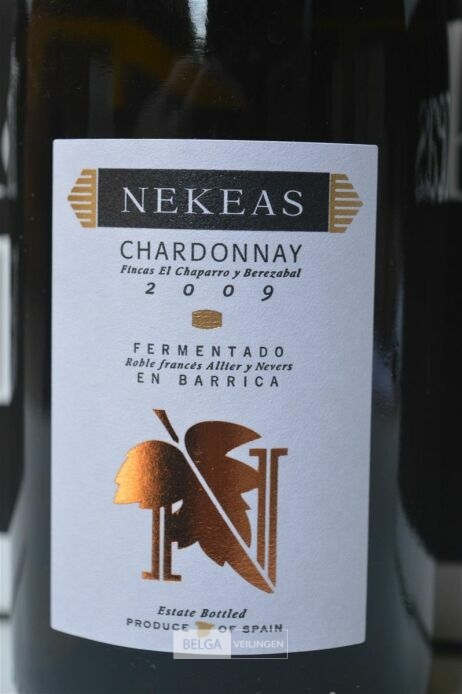 NEKEAS
CHARDONNAY
Fincas El Chaparro y Berezabal
2009
FERMENTADO
Roble francés Allier y Nevers
EN BARRICA
N
Estate Bottled
PRODUCE OF SPAIN
BELGA VEILINGEN